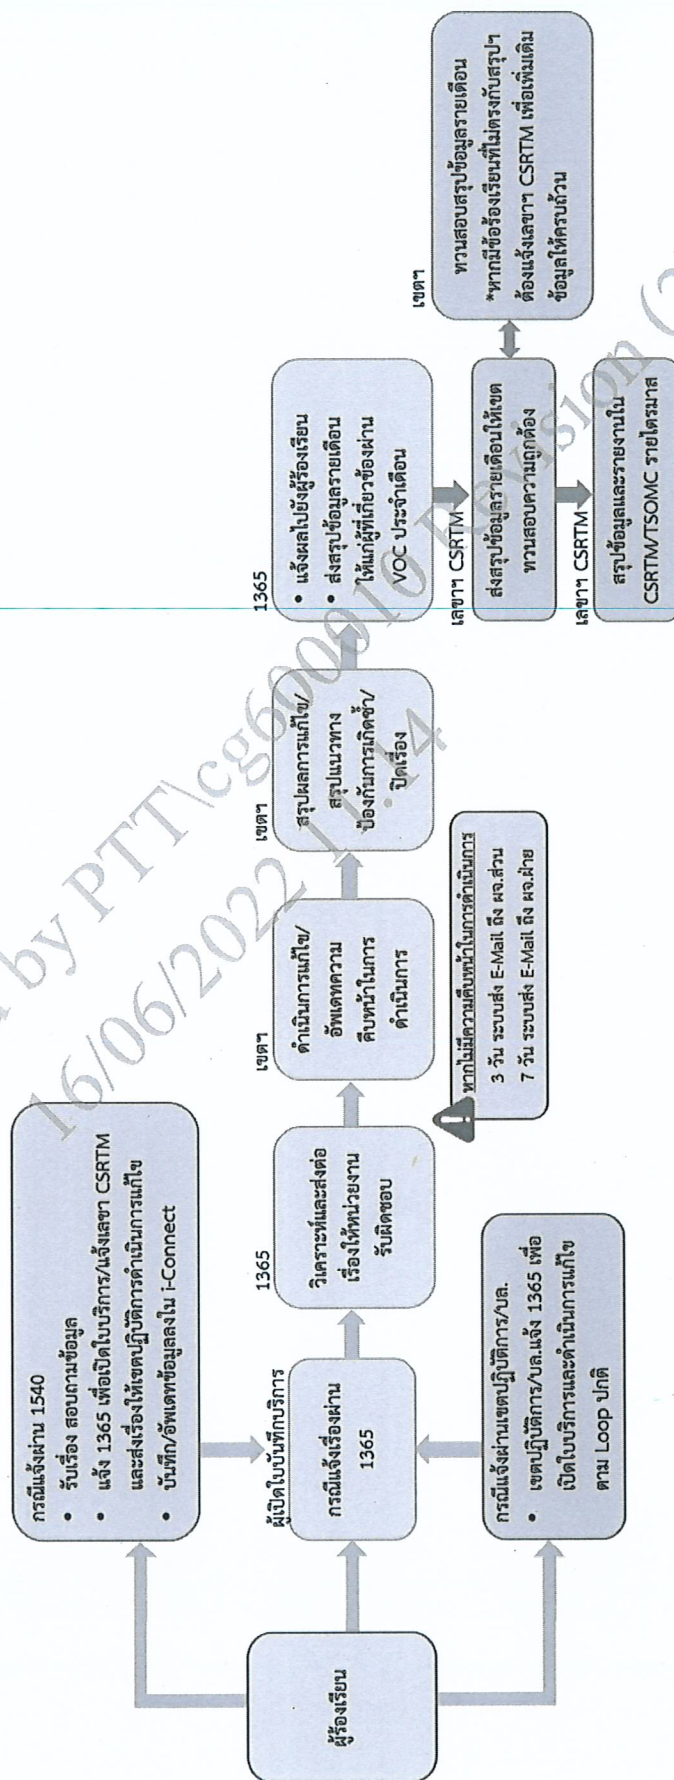 ผู้ร้องเรียน
กรณีแจ้งผ่าน 1540
• รับเรื่อง สอบถามข้อมูล
• แจ้ง 1365 เพื่อเปิดใบบริการ/แจ้งเลขา CSRTM
และส่งเรื่องให้เขตปฏิบัติการดำเนินการแก้ไข
• บันทึก/อัพเดทข้อมูลลงใน i-Connect
ผู้เปิดใบบันทึกบริการ
กรณีแจ้งเรื่องผ่าน
1365
กรณีแจ้งผ่านเขตปฏิบัติการ/บล.
• เขตปฏิบัติการ/บล.แจ้ง 1365 เพื่อ
เปิดใบบริการและดำเนินการแก้ไข
ตาม Loop ปกติ
1365
วิเคราะห์และส่งต่อ
เรื่องให้หน่วยงาน
รับผิดชอบ
เขตฯ
ดำเนินการแก้ไข/
อัพเดทความ
คืบหน้าในการ
ดำเนินการ
หากไม่มีความคืบหน้าในการดำเนินการ
3 วัน ระบบส่ง E-Mail ถึง ผจ.ส่วน
7 วัน ระบบส่ง E-Mail ถึง ผจ.ฝ่าย
เขตฯ
สรุปผลการแก้ไข/
สรุปแนวทาง
ป้องกันการเกิดซ้ำ/
ปิดเรื่อง
1365
• แจ้งผลไปยังผู้ร้องเรียน
• ส่งสรุปข้อมูลรายเดือน
ให้แก่ผู้ที่เกี่ยวข้องผ่าน
VOC ประจำเดือน
เลขาฯ CSRTM
ส่งสรุปข้อมูลรายเดือนให้เขต
ทวนสอบความถูกต้อง
เขตฯ
ทวนสอบสรุปข้อมูลรายเดือน
*หากมีข้อร้องเรียนที่ไม่ตรงกับสรุปฯ
ต้องแจ้งเลขาฯ CSRTM เพื่อเพิ่มเติม
ข้อมูลให้ครบถ้วน
เลขาฯ CSRTM
สรุปข้อมูลและรายงานใน
CSRTM/TSOMC รายไตรมาส
by PTT\cg600010 Revision (
16/06/2022 11.14